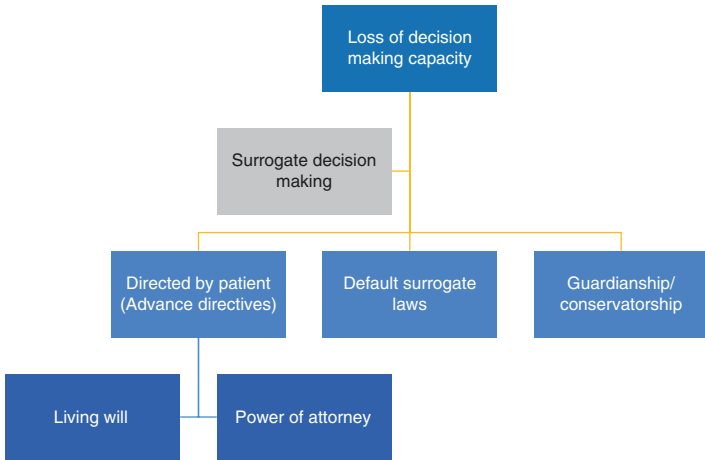 Loss of decision
making capacity
Surrogate decision
making
Directed by patient
(Advance directives)
Default surrogate
laws
Guardianship/
conservatorship
Living will
Power of attorney